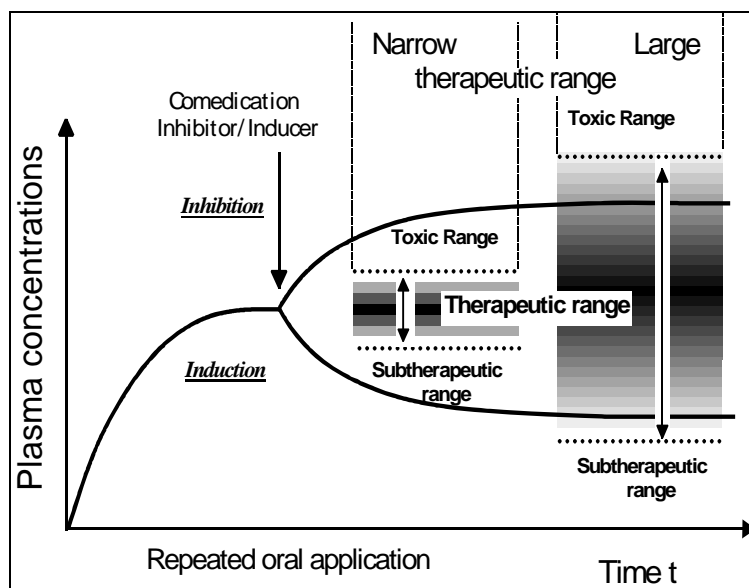 Narrow Large
therapeutic range
Comedication
Inhibitor/Inducer
Toxic Range
Inhibition
Toxic Range
Therapeutic range
Induction
Subtherapeutic
range
Subtherapeutic
range
Plasma concentrations
Repeated oral application
Time t